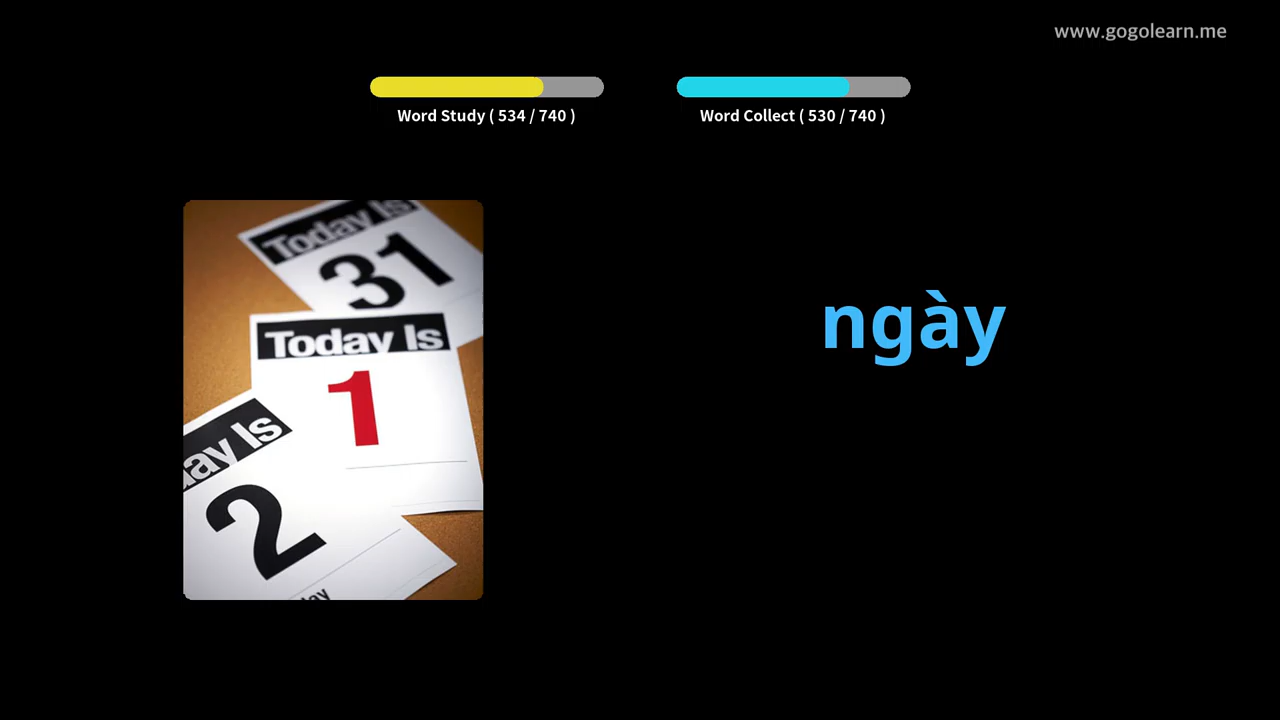 www.gogolearn.me
Word Study ( 534 / 740 )
Word Collect ( 530 / 740 )
Today Is
31
Today Is
1
ay Is
2
ngày